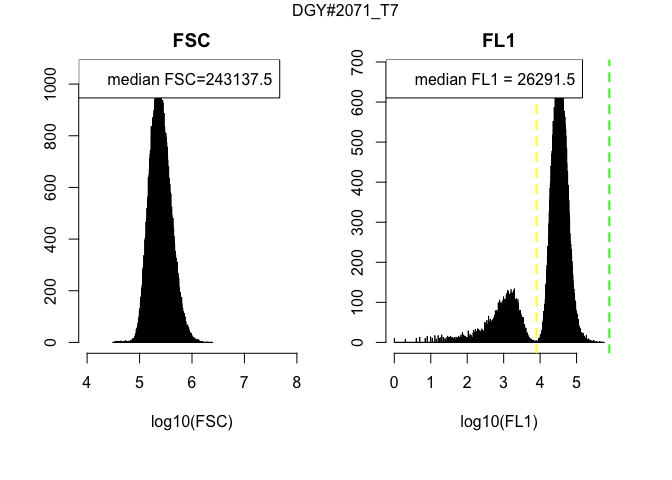 DGY#2071_T7
FSC
median FSC=243137.5
0
200
400
600
800
1000
4 5 6 7 8
log10(FSC)
FL1
median FL1 = 26291.5
0
100
200
300
400
500
600
700
0 1 2 3 4 5
log10(FL1)